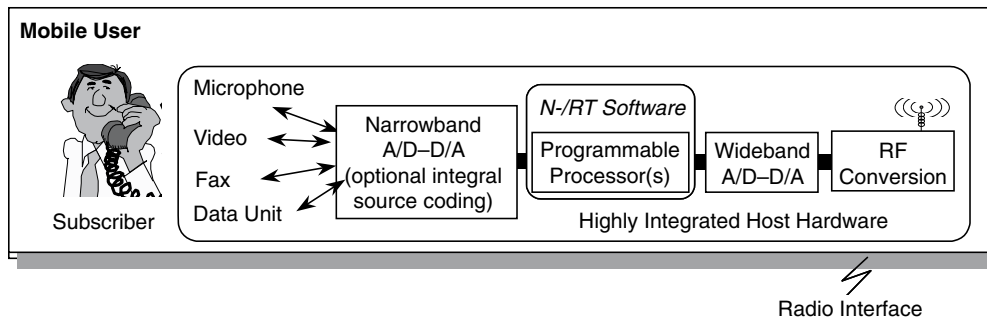 Mobile User
Microphone
Video
Fax
Data Unit
Subscriber
Narrowband
A/D–D/A
(optional integral
source coding)
N-/RT Software
Programmable
Processor(s)
Wideband
A/D–D/A
RF
Conversion
Highly Integrated Host Hardware
Radio Interface